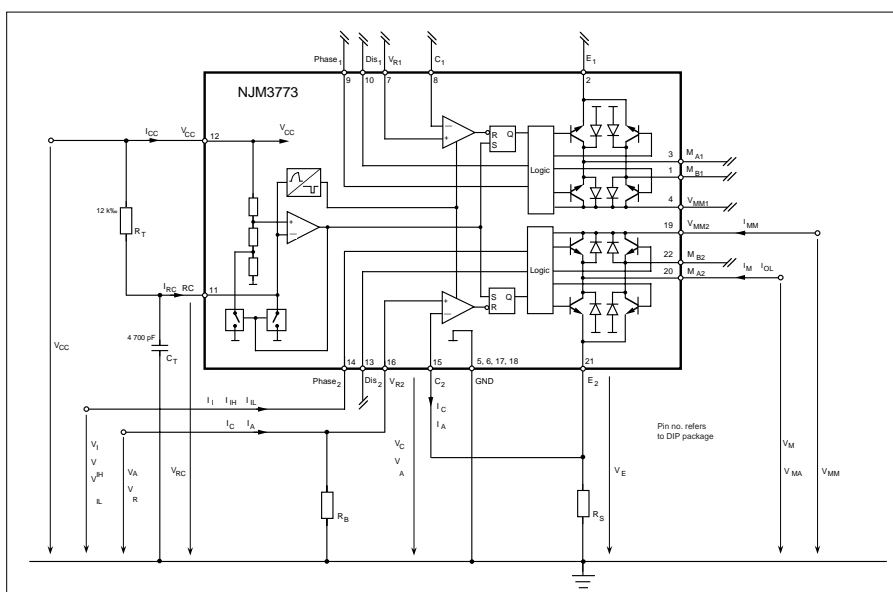 Phase1 Dis1 VR1 C1 E1
9 10 7 8 2
NJM3773
ICC VCC 12 VCC
R Q
S
3 MA1
1 MB1
Logic
4 VMM1
12 k‰
RT
19 VMM2 IMM
22 MB2
Logic
20 MA2 IM IOL
IRC RC 11
S Q
R
4 700 pF
CT
VCC
14 13 16 15 5, 6, 17, 18 21
Phase2 Dis2 VR2 C2 GND E2
II IIH IIL
IC IA
IC
IA
Pin no. refers
to DIP package
VI
V
VIH
IL
VA
V
R
VRC
VC
V
A
VE
VM
V
MA
VMM
RB
RS